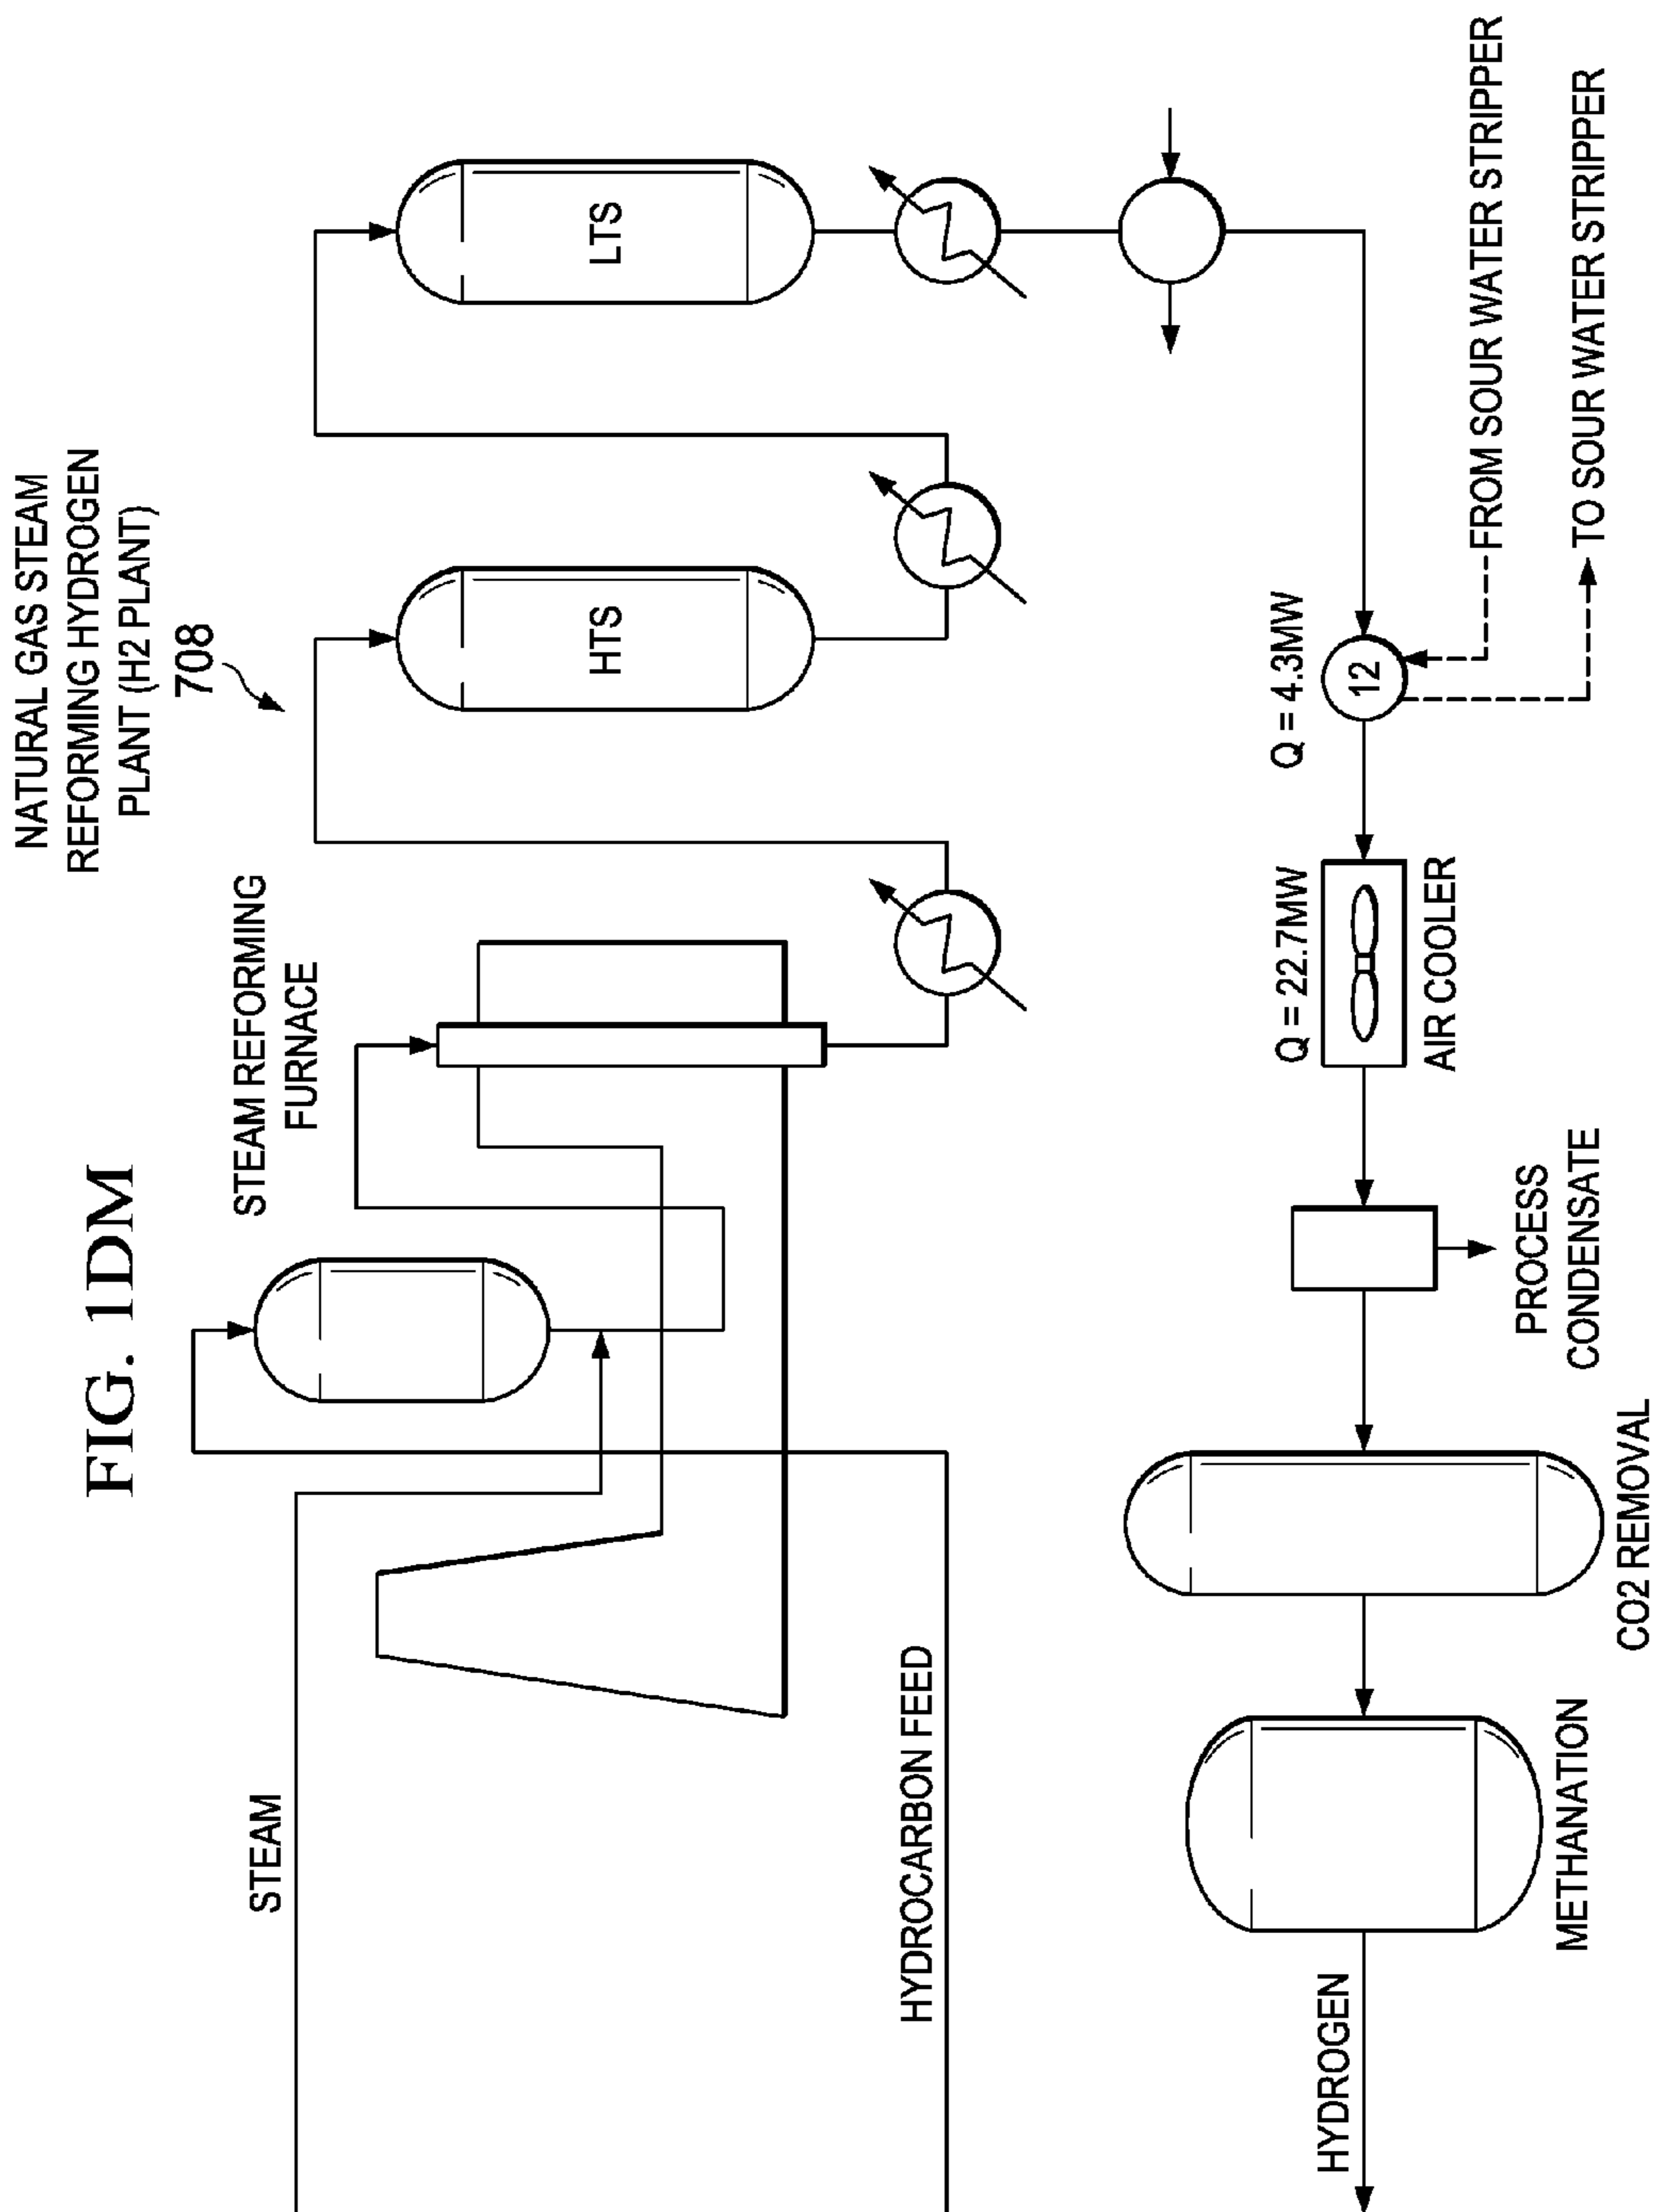 FIG. 1DM
NATURAL GAS STEAM
REFORMING HYDROGEN
PLANT (H2 PLANT)
708
STEAM REFORMING
FURNACE
STEAM
HTS
LTS
HYDROCARBON FEED
Q = 22.7MW
Q = 4.3MW
HYDROGEN
12
AIR COOLER
FROM SOUR WATER STRIPPER
TO SOUR WATER STRIPPER
PROCESS
CONDENSATE
METHANATION
CO2 REMOVAL